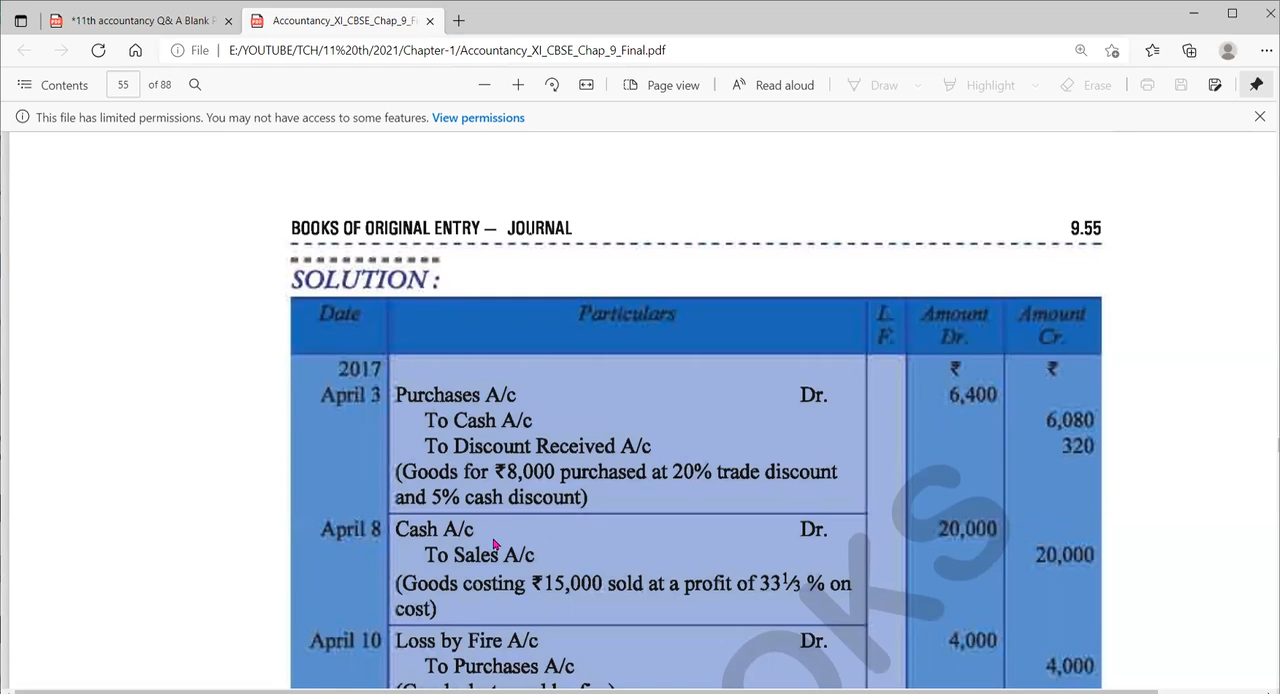 *11th accountancy Q& A Blank
Accountancy_XI_CBSE_Chap_9_Fi
File
E:/YOUTUBE/TCH/11%20th/2021/Chapter-1/Accountancy_XI_CBSE_Chap_9_Final.pdf
Contents 55 of 88 Page view Read aloud Draw Highlight Erase
This file has limited permissions. You may not have access to some features. View permissions
BOOKS OF ORIGINAL ENTRY — JOURNAL 9.55
SOLUTION :
Date Particulars L. Amount Amount
F. Dr. Cr.
2017 ₹ ₹
April 3 Purchases A/c Dr. 6,400
To Cash A/c 6,080
To Discount Received A/c 320
(Goods for ₹8,000 purchased at 20% trade discount
and 5% cash discount)
April 8 Cash A/c Dr. 20,000
To Sales A/c 20,000
(Goods costing ₹15,000 sold at a profit of 33⅓ % on
cost)
April 10 Loss by Fire A/c Dr. 4,000
To Purchases A/c 4,000
OKS